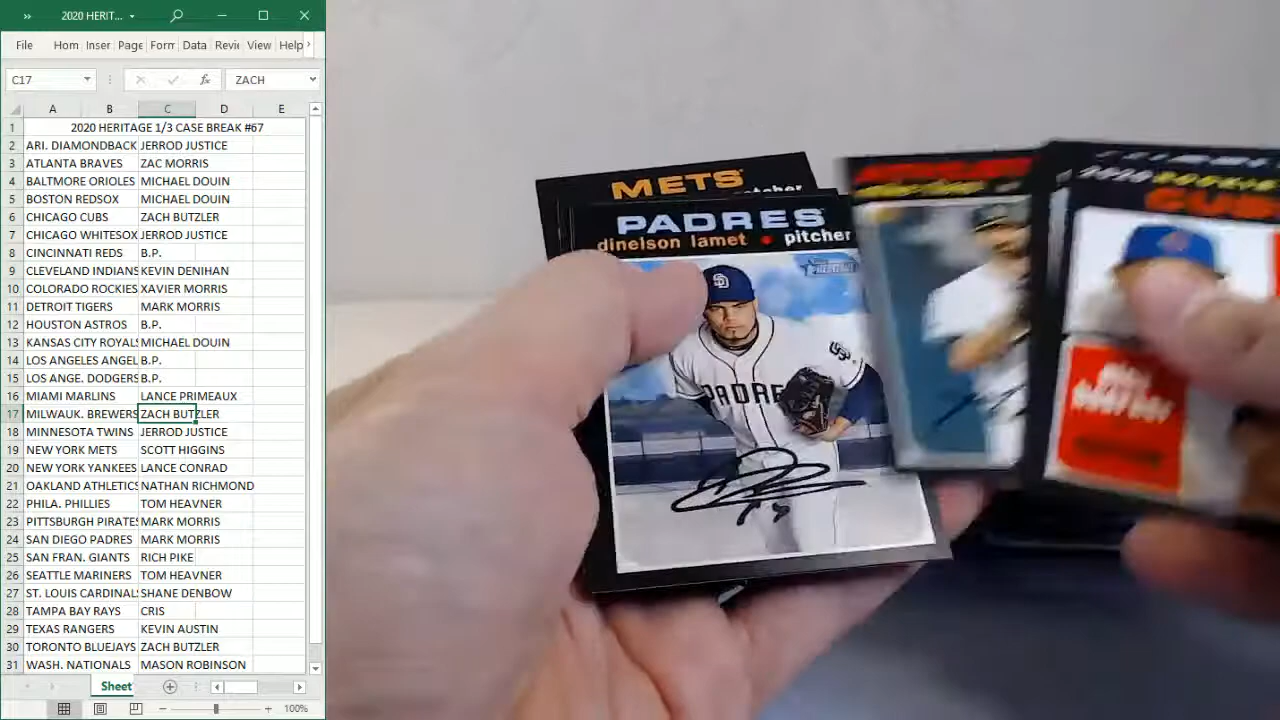 2020 HERIT...
File Hom Inser Page Form Data Revie View Help
C17 fx ZACH
A B C D E
1 2020 HERITAGE 1/3 CASE BREAK #67
2 ARI. DIAMONDBACK JERROD JUSTICE
3 ATLANTA BRAVES ZAC MORRIS
4 BALTMORE ORIOLES MICHAEL DOUIN
5 BOSTON REDSOX MICHAEL DOUIN
6 CHICAGO CUBS ZACH BUTZLER
7 CHICAGO WHITESOX JERROD JUSTICE
8 CINCINNATI REDS B.P.
9 CLEVELAND INDIANS KEVIN DENIHAN
10 COLORADO ROCKIES XAVIER MORRIS
11 DETROIT TIGERS MARK MORRIS
12 HOUSTON ASTROS B.P.
13 KANSAS CITY ROYALS MICHAEL DOUIN
14 LOS ANGELES ANGEL B.P.
15 LOS ANGE. DODGERS B.P.
16 MIAMI MARLINS LANCE PRIMEAUX
17 MILWAUK. BREWERS ZACH BUTZLER
18 MINNESOTA TWINS JERROD JUSTICE
19 NEW YORK METS SCOTT HIGGINS
20 NEW YORK YANKEES LANCE CONRAD
21 OAKLAND ATHLETICS NATHAN RICHMOND
22 PHILA. PHILLIES TOM HEAVNER
23 PITTSBURGH PIRATES MARK MORRIS
24 SAN DIEGO PADRES MARK MORRIS
25 SAN FRAN. GIANTS RICH PIKE
26 SEATTLE MARINERS TOM HEAVNER
27 ST. LOUIS CARDINALS SHANE DENBOW
28 TAMPA BAY RAYS CRIS
29 TEXAS RANGERS KEVIN AUSTIN
30 TORONTO BLUEJAYS ZACH BUTZLER
31 WASH. NATIONALS MASON ROBINSON
Sheet
100%
METS
pitcher
PADRES
dinelson lamet • pitcher
PADRE